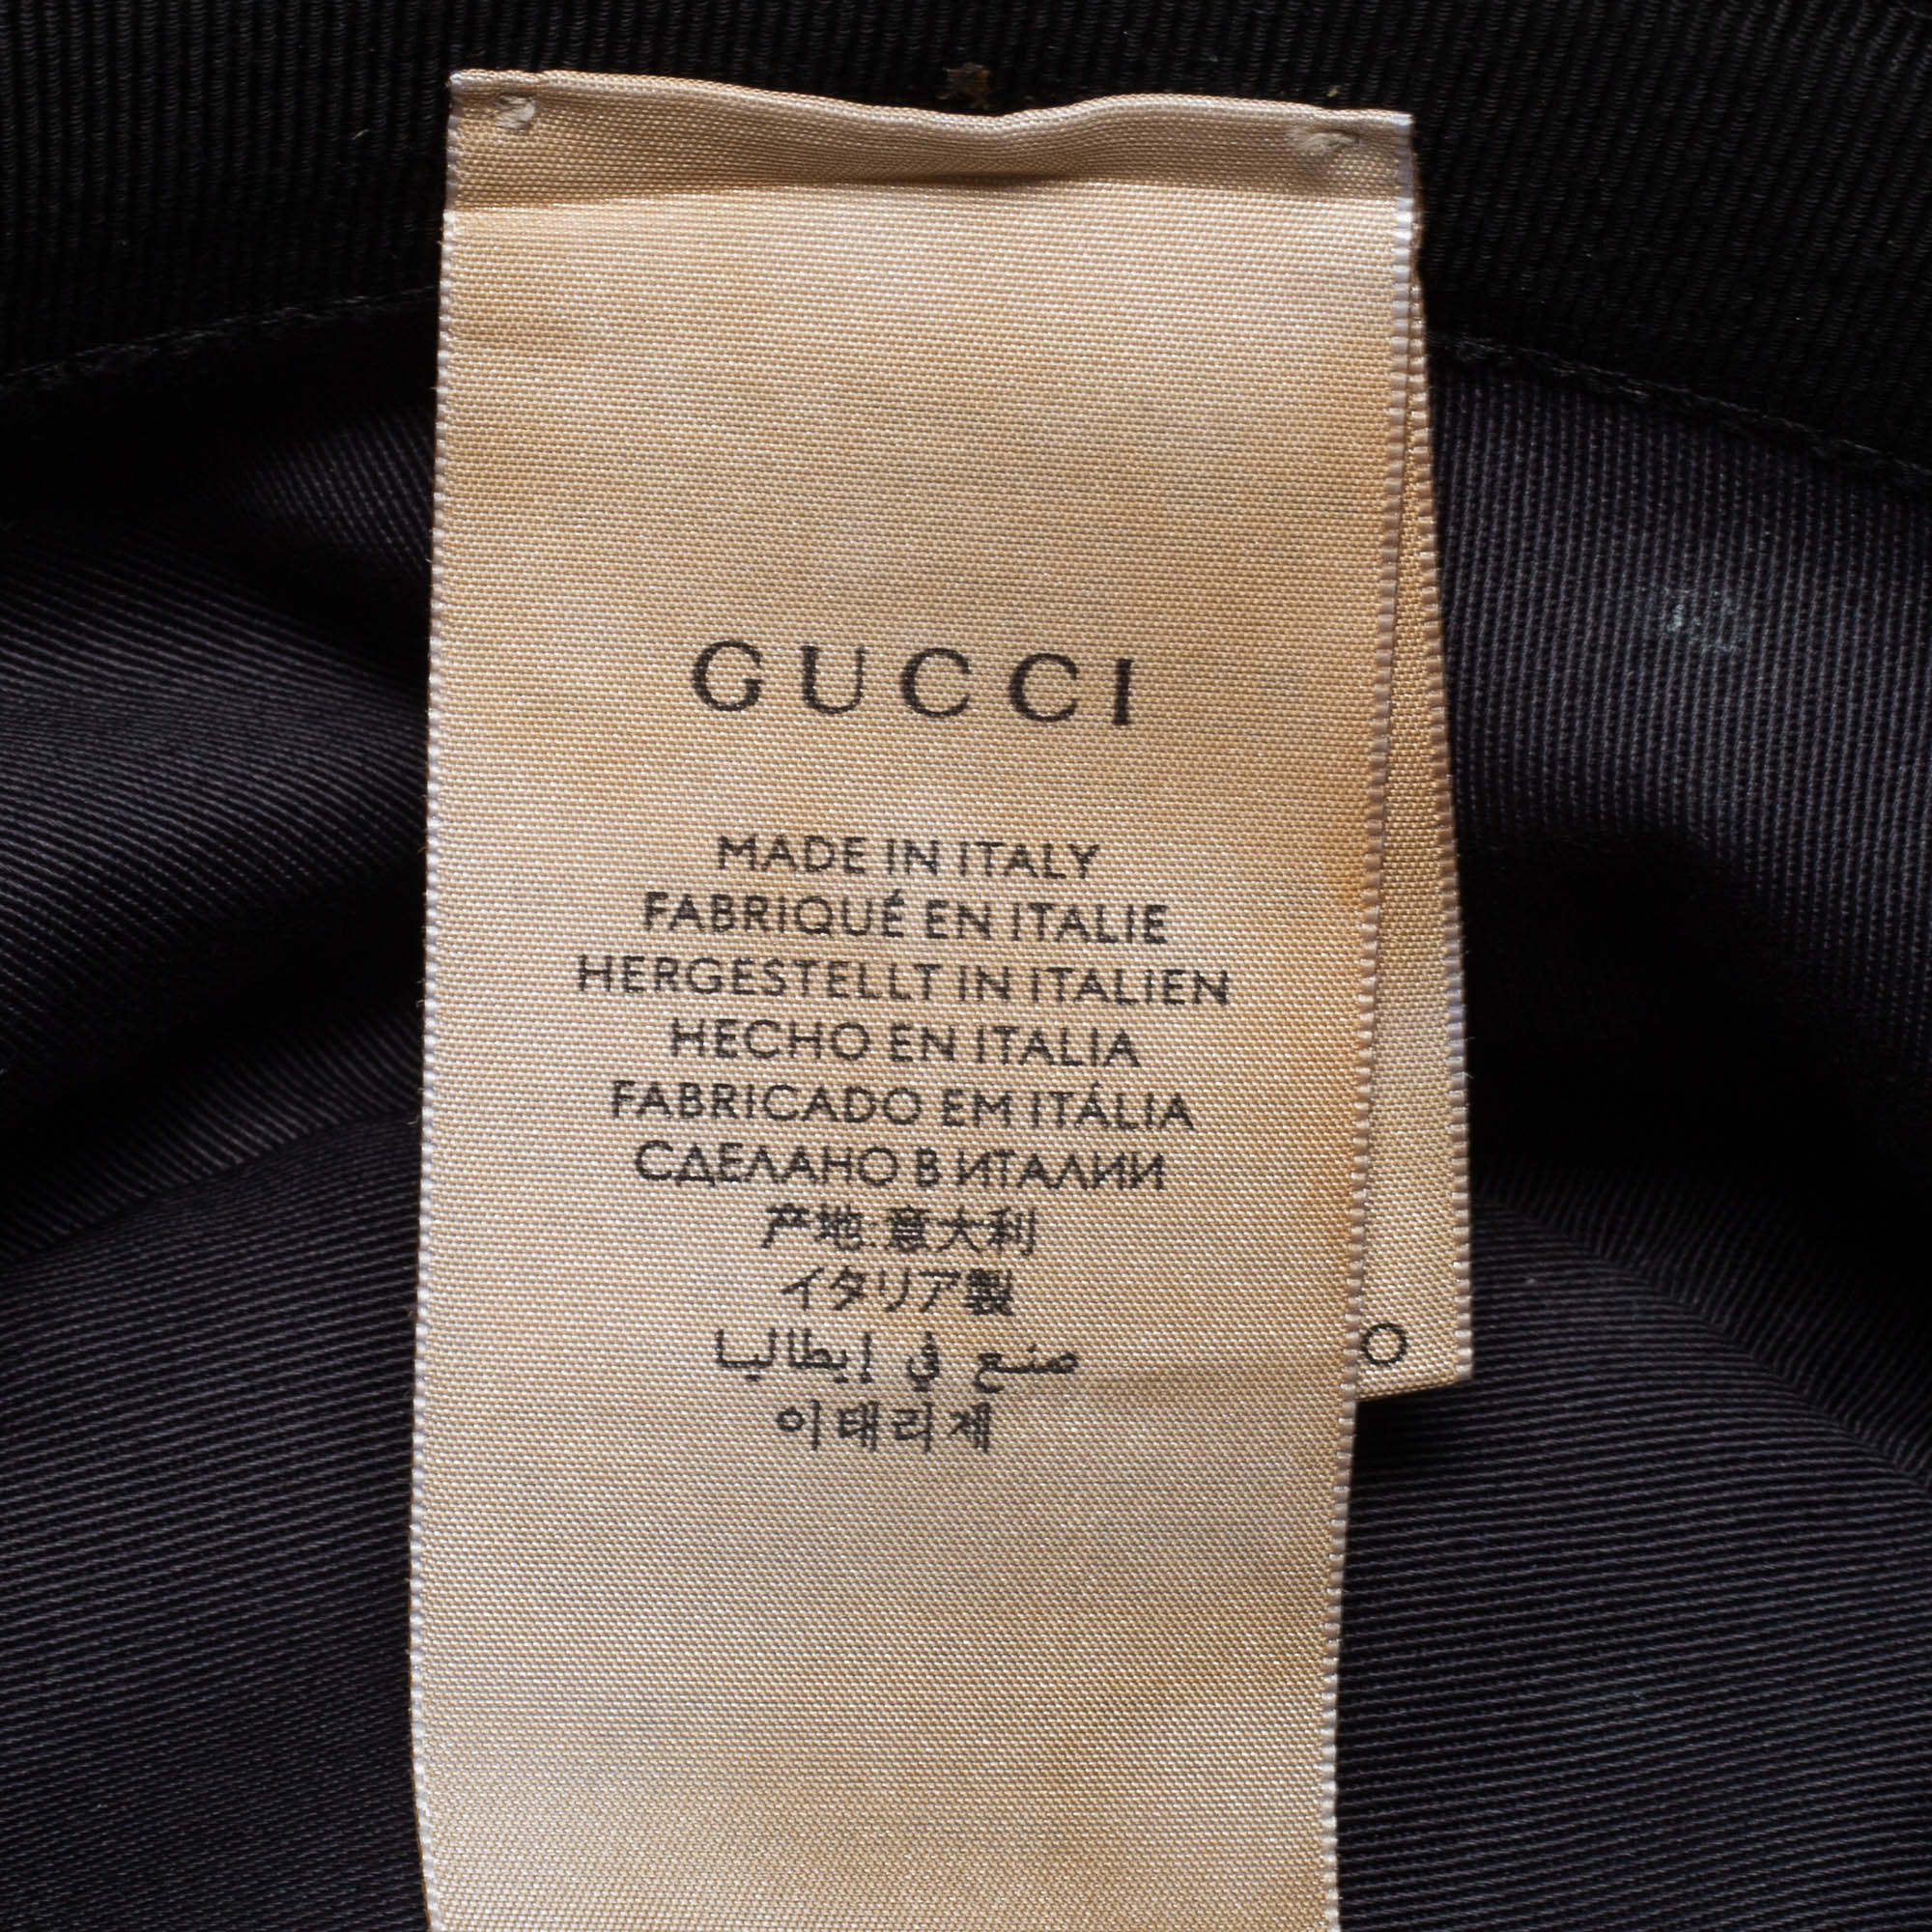 GUCCI
MADE IN ITALY
FABRIQUÉ EN ITALIE
HERGESTELLT IN ITALIEN
HECHO EN ITALIA
FABRICADO EM ITÁLIA
СДЕЛАНО В ИТАЛИИ
产地:意大利
イタリア製
صنع في إيطاليا
이태리제
O